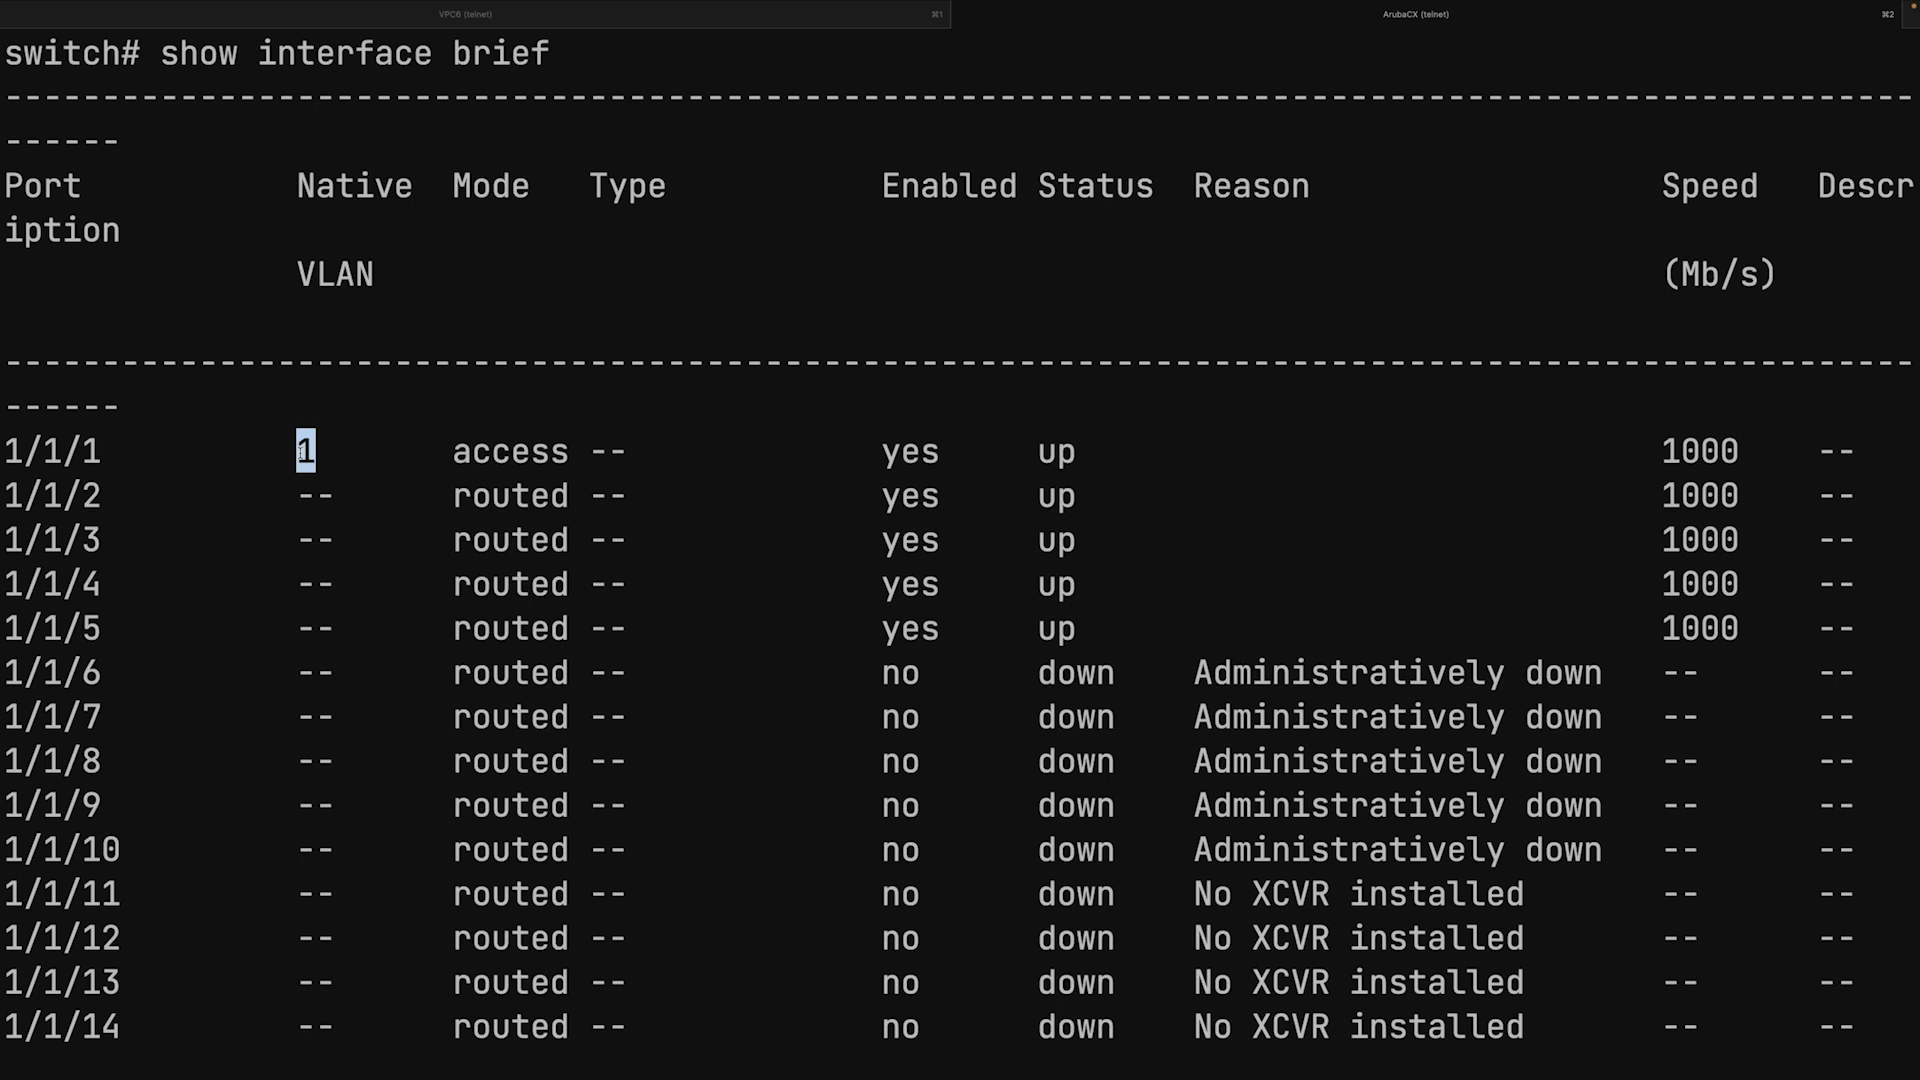 VPC6 (telnet) ⌘1 ArubaCX (telnet) ⌘2
switch# show interface brief
--------------------------------------------------------------------------------------------------
------
Port Native Mode Type Enabled Status Reason Speed Descr
iption
VLAN (Mb/s)
--------------------------------------------------------------------------------------------------
------
1/1/1 1 access -- yes up 1000 --
1/1/2 -- routed -- yes up 1000 --
1/1/3 -- routed -- yes up 1000 --
1/1/4 -- routed -- yes up 1000 --
1/1/5 -- routed -- yes up 1000 --
1/1/6 -- routed -- no down Administratively down -- --
1/1/7 -- routed -- no down Administratively down -- --
1/1/8 -- routed -- no down Administratively down -- --
1/1/9 -- routed -- no down Administratively down -- --
1/1/10 -- routed -- no down Administratively down -- --
1/1/11 -- routed -- no down No XCVR installed -- --
1/1/12 -- routed -- no down No XCVR installed -- --
1/1/13 -- routed -- no down No XCVR installed -- --
1/1/14 -- routed -- no down No XCVR installed -- --